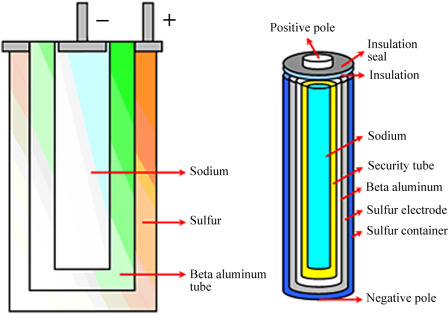 − +
Sodium
Sulfur
Beta aluminum
tube
Positive pole
Insulation
seal
Insulation
Sodium
Security tube
Beta aluminum
Sulfur electrode
Sulfur container
Negative pole